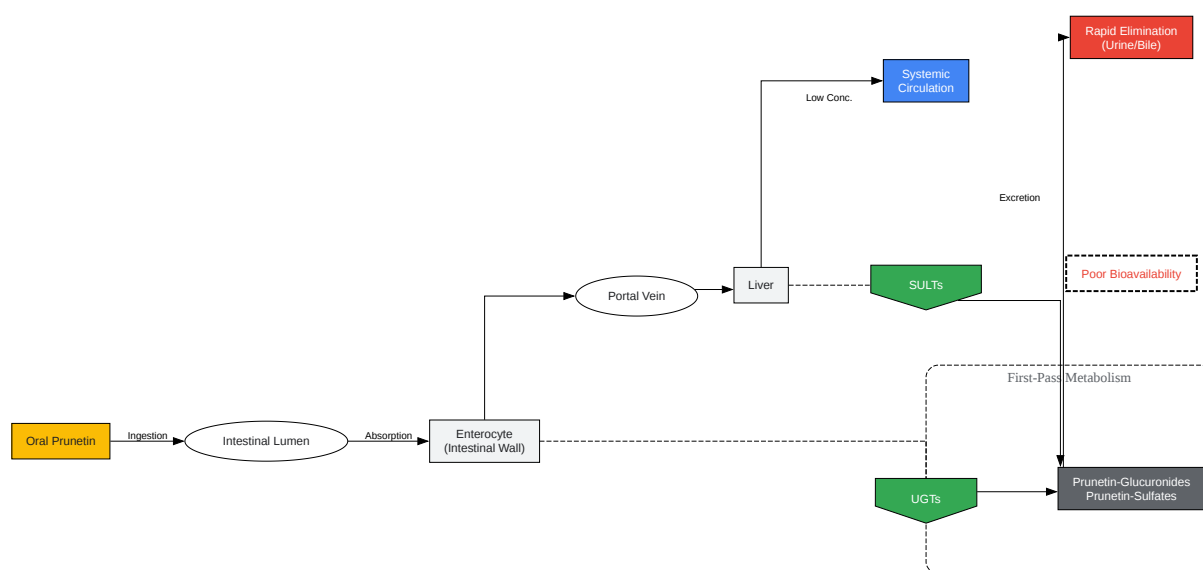 Rapid Elimination
(Urine/Bile)
Systemic
Circulation
Low Conc.
Excretion
Poor Bioavailability
SULTs
Liver
Portal Vein
First-Pass Metabolism
Oral Prunetin
Ingestion
Intestinal Lumen
Absorption
Enterocyte
(Intestinal Wall)
UGTs
Prunetin-Glucuronides
Prunetin-Sulfates